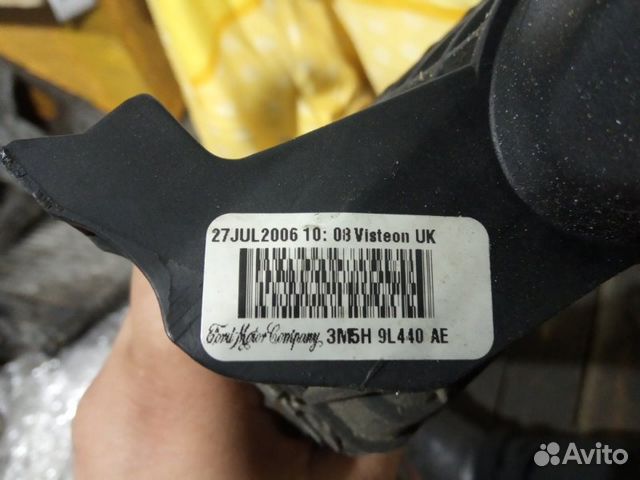 27JUL2006 10: 08 Visteon UK
Ford Motor Company 3M5H 9L440 AE
Avito